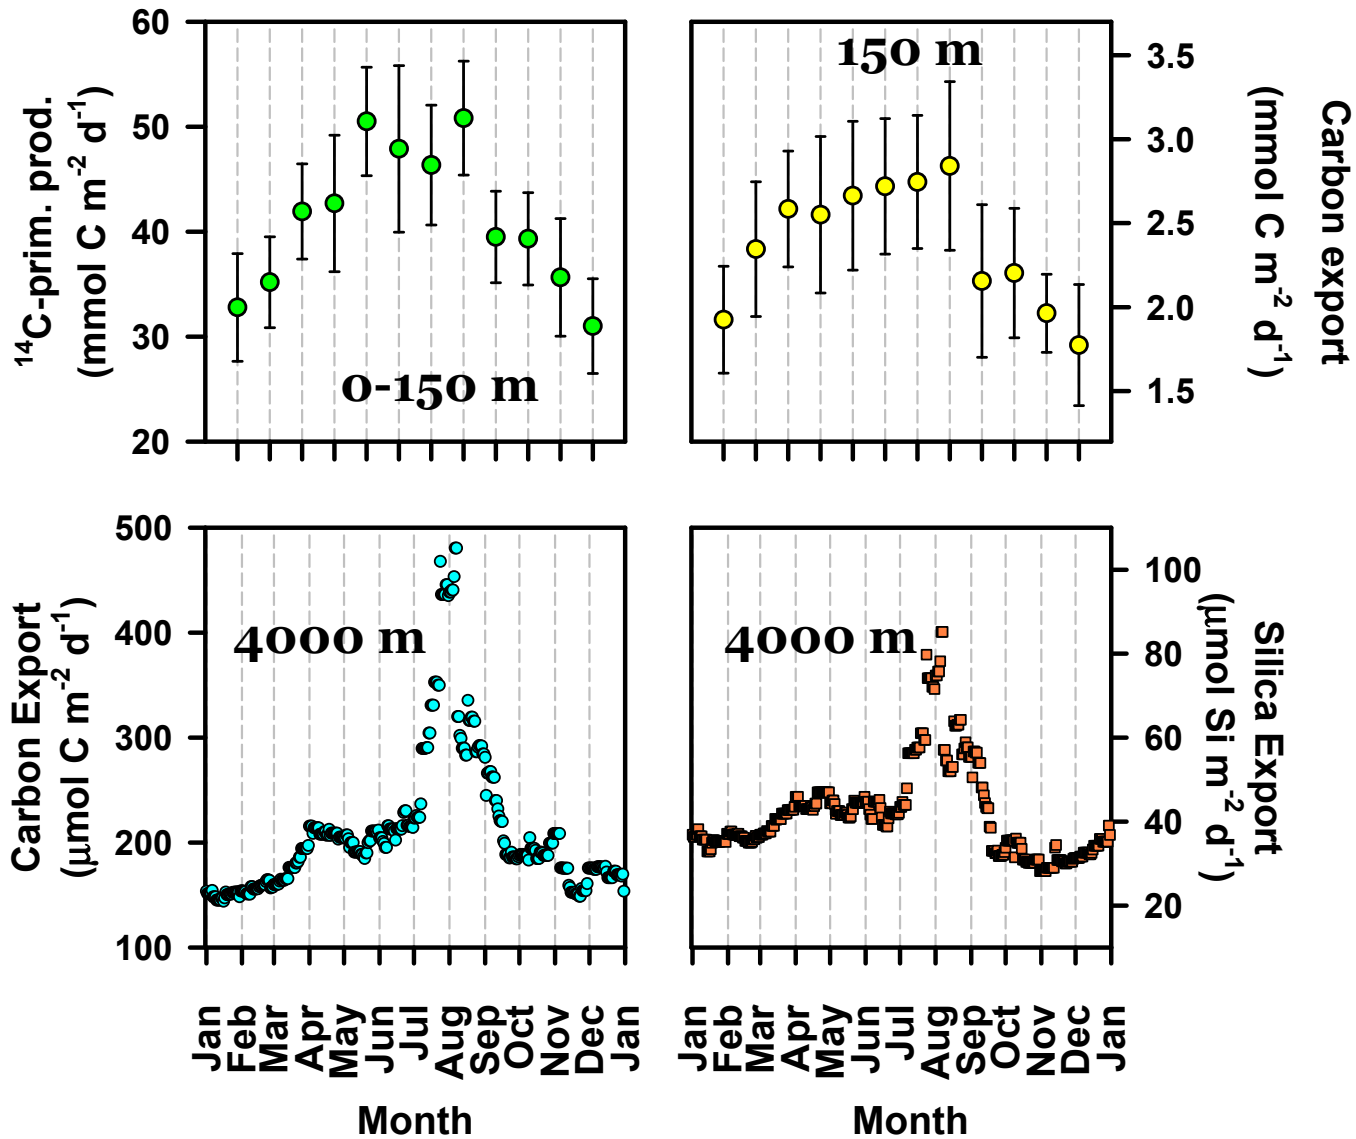 60
50
40
30
20
¹⁴C-prim. prod.
(mmol C m⁻² d⁻¹)
0-150 m
150 m
3.5
3.0
2.5
2.0
1.5
Carbon export
(mmol C m⁻² d⁻¹)
500
400
300
200
100
Carbon Export
(µmol C m⁻² d⁻¹)
4000 m
Jan
Feb
Mar
Apr
May
Jun
Jul
Aug
Sep
Oct
Nov
Dec
Jan
Month
4000 m
100
80
60
40
20
Silica Export
(µmol Si m⁻² d⁻¹)
Jan
Feb
Mar
Apr
May
Jun
Jul
Aug
Sep
Oct
Nov
Dec
Jan
Month